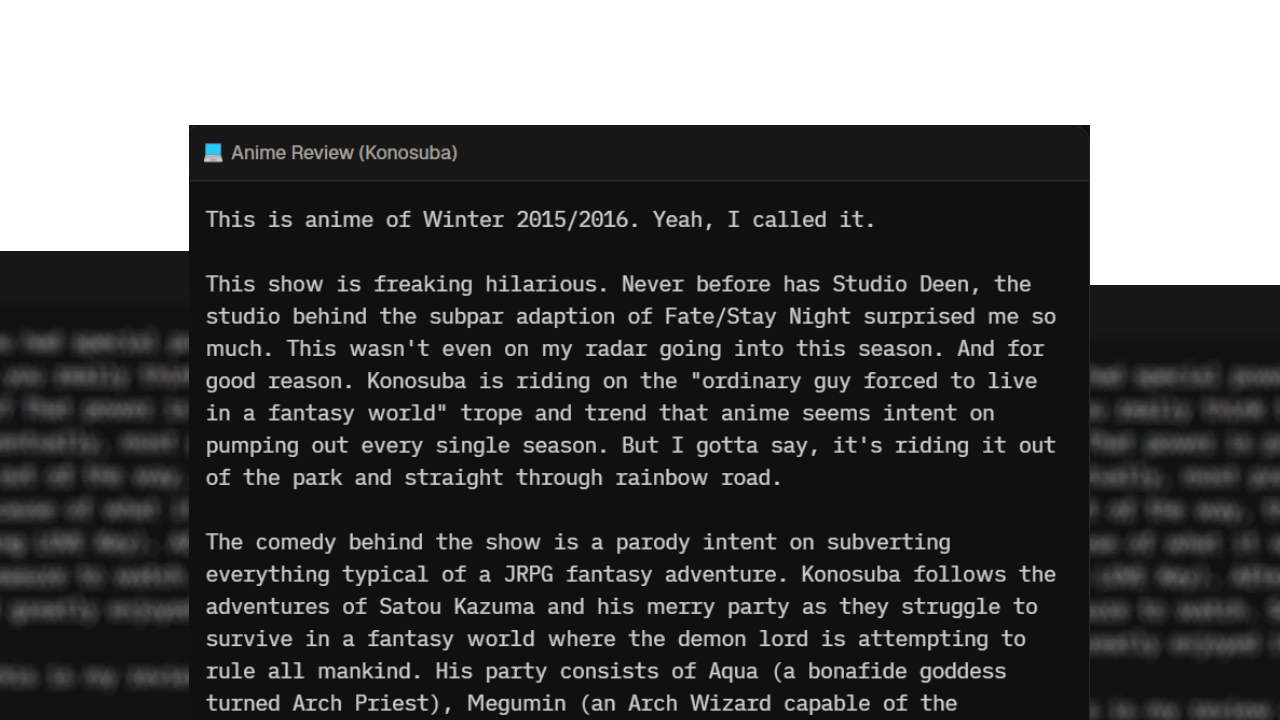 Anime Review (Konosuba)
This is anime of Winter 2015/2016. Yeah, I called it.
This show is freaking hilarious. Never before has Studio Deen, the
studio behind the subpar adaption of Fate/Stay Night surprised me so
much. This wasn't even on my radar going into this season. And for
good reason. Konosuba is riding on the "ordinary guy forced to live
in a fantasy world" trope and trend that anime seems intent on
pumping out every single season. But I gotta say, it's riding it out
of the park and straight through rainbow road.
The comedy behind the show is a parody intent on subverting
everything typical of a JRPG fantasy adventure. Konosuba follows the
adventures of Satou Kazuma and his merry party as they struggle to
survive in a fantasy world where the demon lord is attempting to
rule all mankind. His party consists of Aqua (a bonafide goddess
turned Arch Priest), Megumin (an Arch Wizard capable of the